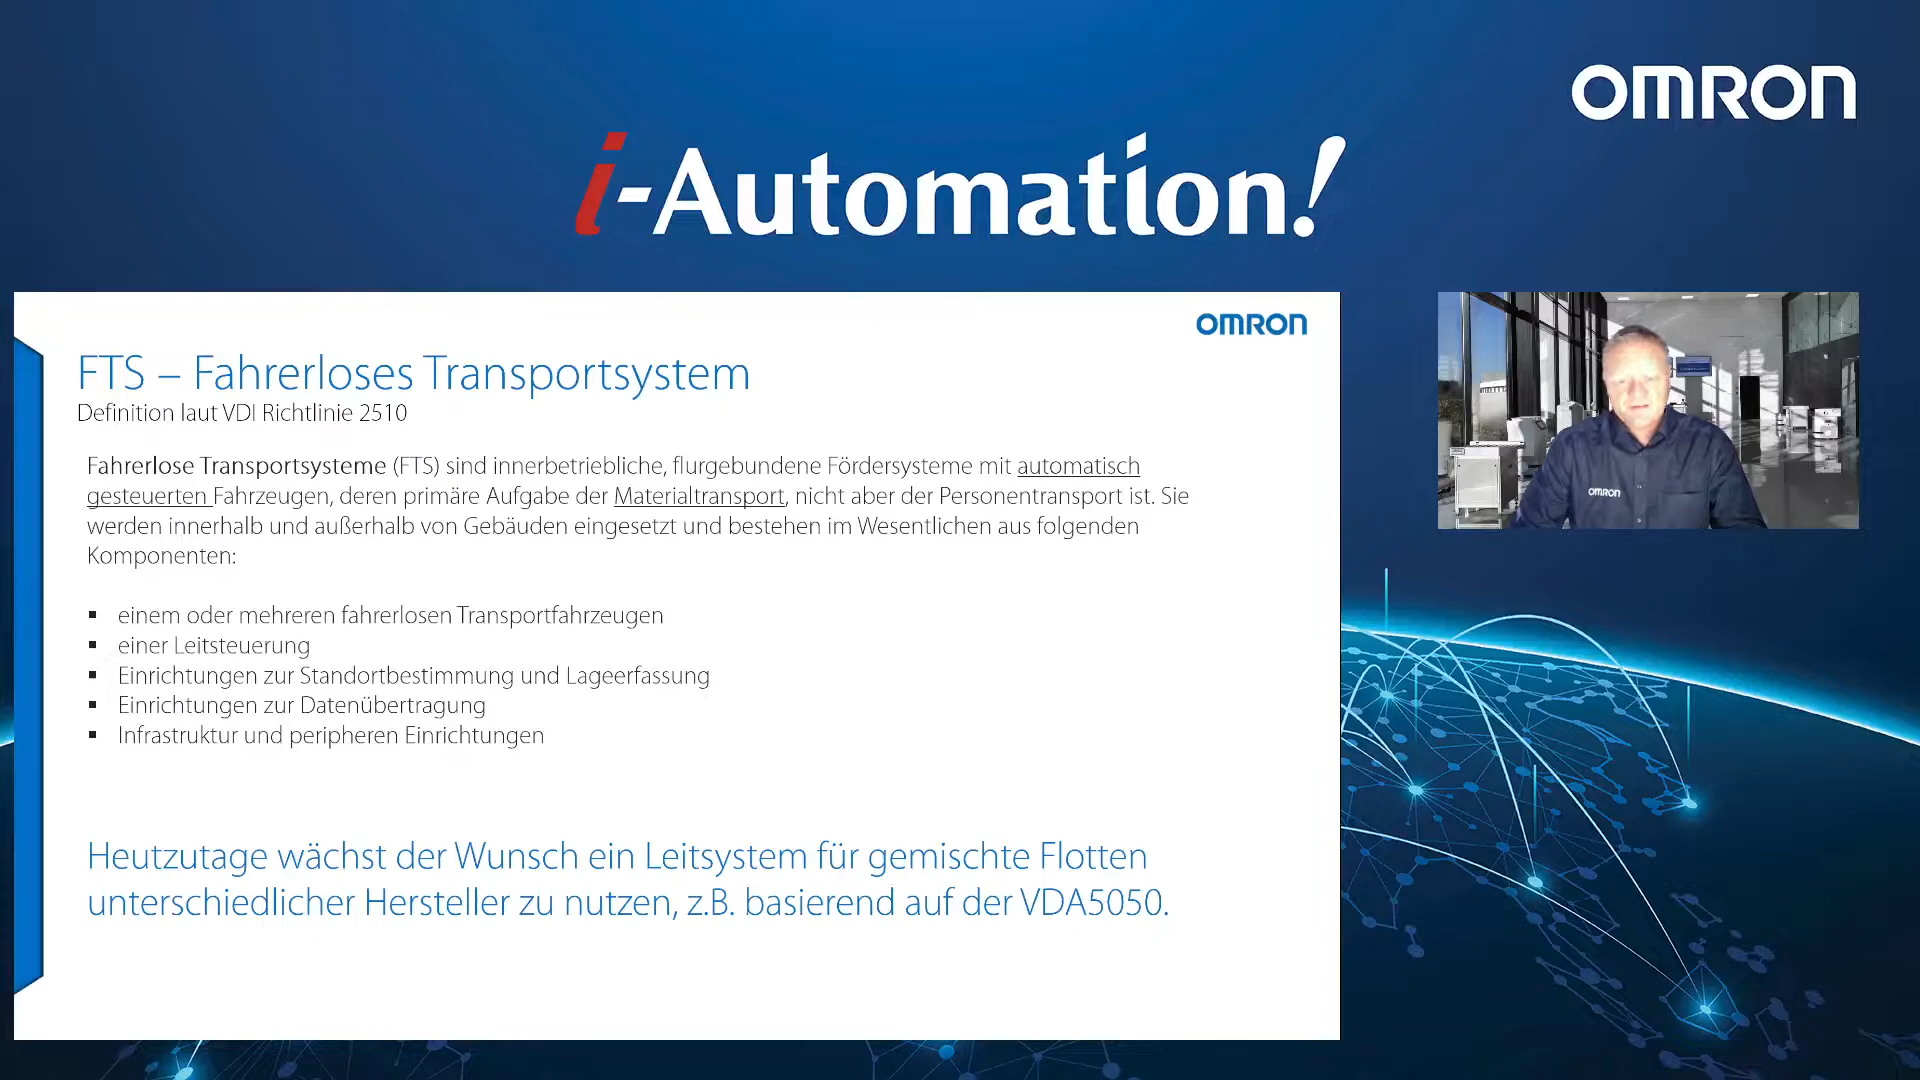 OMRON
i-Automation!
OMRON
FTS – Fahrerloses Transportsystem
Definition laut VDI Richtlinie 2510
Fahrerlose Transportsysteme (FTS) sind innerbetriebliche, flurgebundene Fördersysteme mit automatisch
gesteuerten Fahrzeugen, deren primäre Aufgabe der Materialtransport, nicht aber der Personentransport ist. Sie
werden innerhalb und außerhalb von Gebäuden eingesetzt und bestehen im Wesentlichen aus folgenden
Komponenten:
▪ einem oder mehreren fahrerlosen Transportfahrzeugen
▪ einer Leitsteuerung
▪ Einrichtungen zur Standortbestimmung und Lageerfassung
▪ Einrichtungen zur Datenübertragung
▪ Infrastruktur und peripheren Einrichtungen
Heutzutage wächst der Wunsch ein Leitsystem für gemischte Flotten
unterschiedlicher Hersteller zu nutzen, z.B. basierend auf der VDA5050.
OMRON